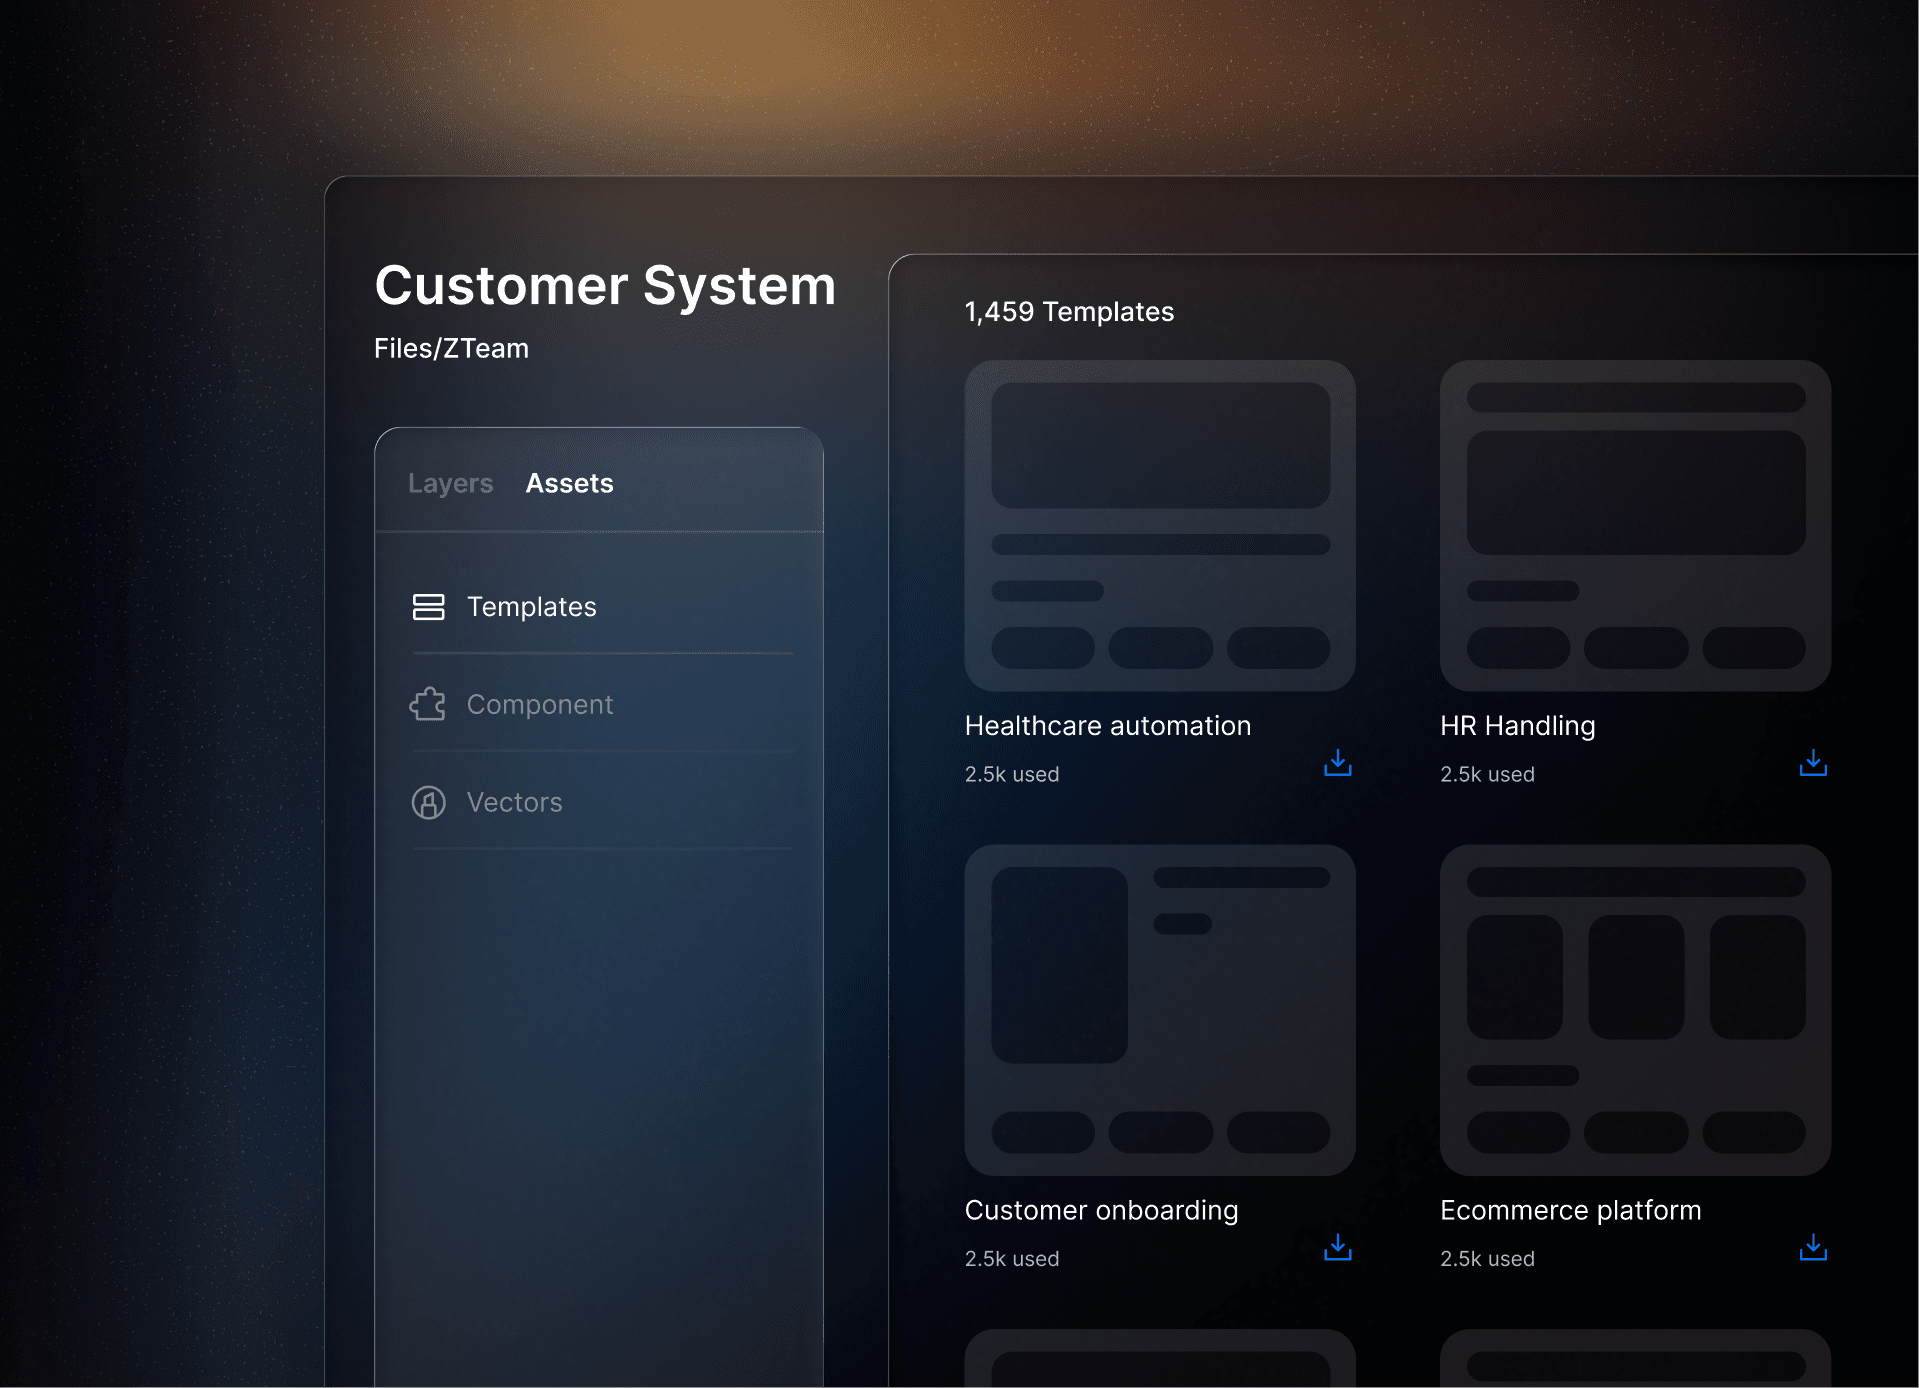 Customer System
Files/ZTeam
Layers Assets
Templates
Component
Vectors
1,459 Templates
Healthcare automation
2.5k used
HR Handling
2.5k used
Customer onboarding
2.5k used
Ecommerce platform
2.5k used